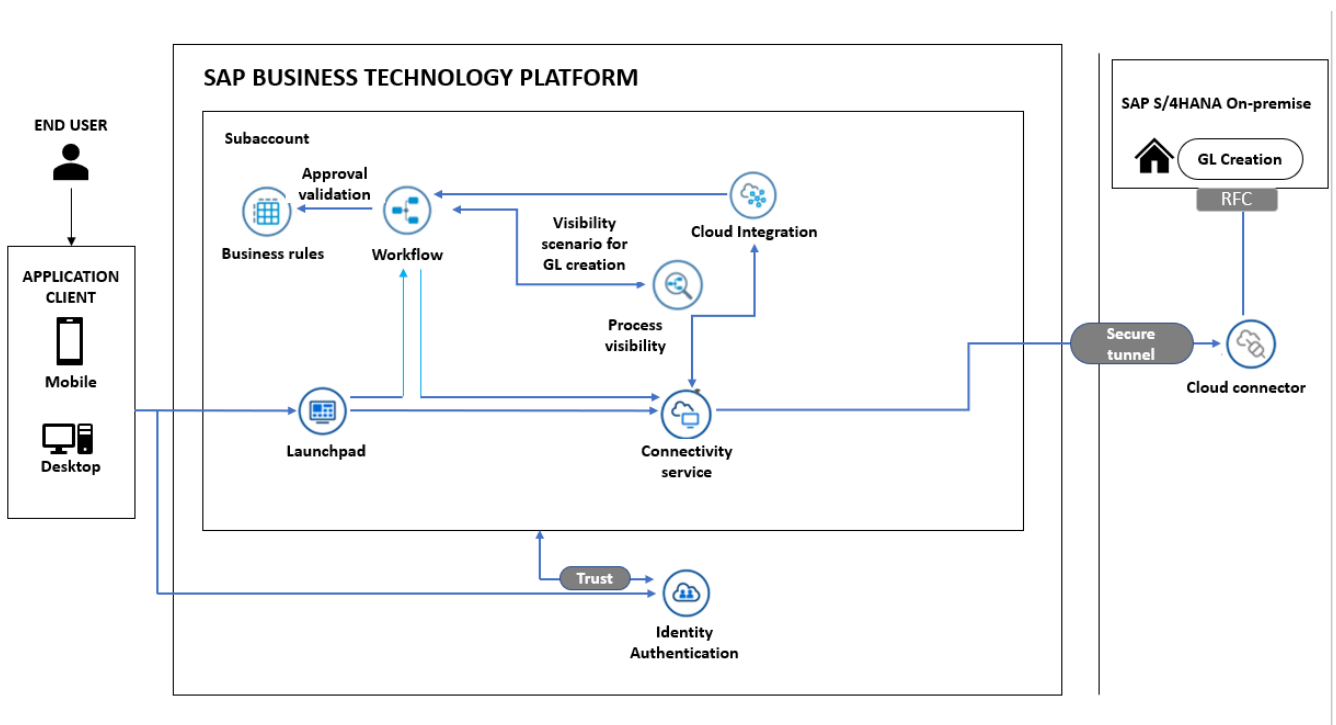 SAP BUSINESS TECHNOLOGY PLATFORM
END USER
APPLICATION
CLIENT
Mobile
Desktop
Subaccount
Approval
validation
Business rules
Workflow
Visibility
scenario for
GL creation
Cloud Integration
Process
visibility
Launchpad
Connectivity
service
Trust
Identity
Authentication
SAP S/4HANA On-premise
GL Creation
RFC
Secure
tunnel
Cloud connector